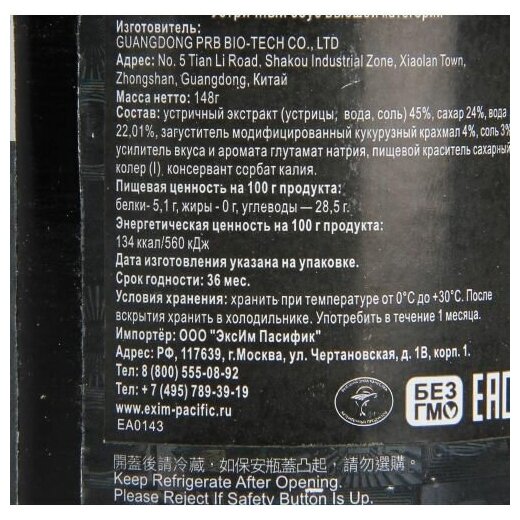 Устричный соус высшей категории
Изготовитель:
GUANGDONG PRB BIO-TECH CO., LTD
Адрес: No. 5 Tian Li Road, Shakou Industrial Zone, Xiaolan Town,
Zhongshan, Guangdong, Китай
Масса нетто: 148г
Состав: устричный экстракт (устрицы, вода, соль) 45%, сахар 24%, вода
22,01%, загуститель модифицированный кукурузный крахмал 4%, соль 3%
усилитель вкуса и аромата глутамат натрия, пищевой краситель сахарный
колер (I), консервант сорбат калия.
Пищевая ценность на 100 г продукта:
белки- 5,1 г, жиры - 0 г, углеводы — 28,5 г.
Энергетическая ценность на 100 г продукта:
134 ккал/560 кДж
Дата изготовления указана на упаковке.
Срок годности: 36 мес.
Условия хранения: хранить при температуре от 0°С до +30°С. После
вскрытия хранить в холодильнике. Употребить в течение 1 месяца.
Импортёр: ООО "ЭксИм Пасифик"
Адрес: РФ, 117639, г.Москва, ул. Чертановская, д. 1В, корп. 1.
Тел: 8 (800) 555-08-92
Тел: + 7 (495) 789-39-19
www.exim-pacific.ru
EA0143
БЕЗ
ГМО
ЕАС
開蓋後請冷藏，如保安瓶蓋凸起，請勿選購。
Keep Refrigerate After Opening.
Please Reject If Safety Button Is Up.